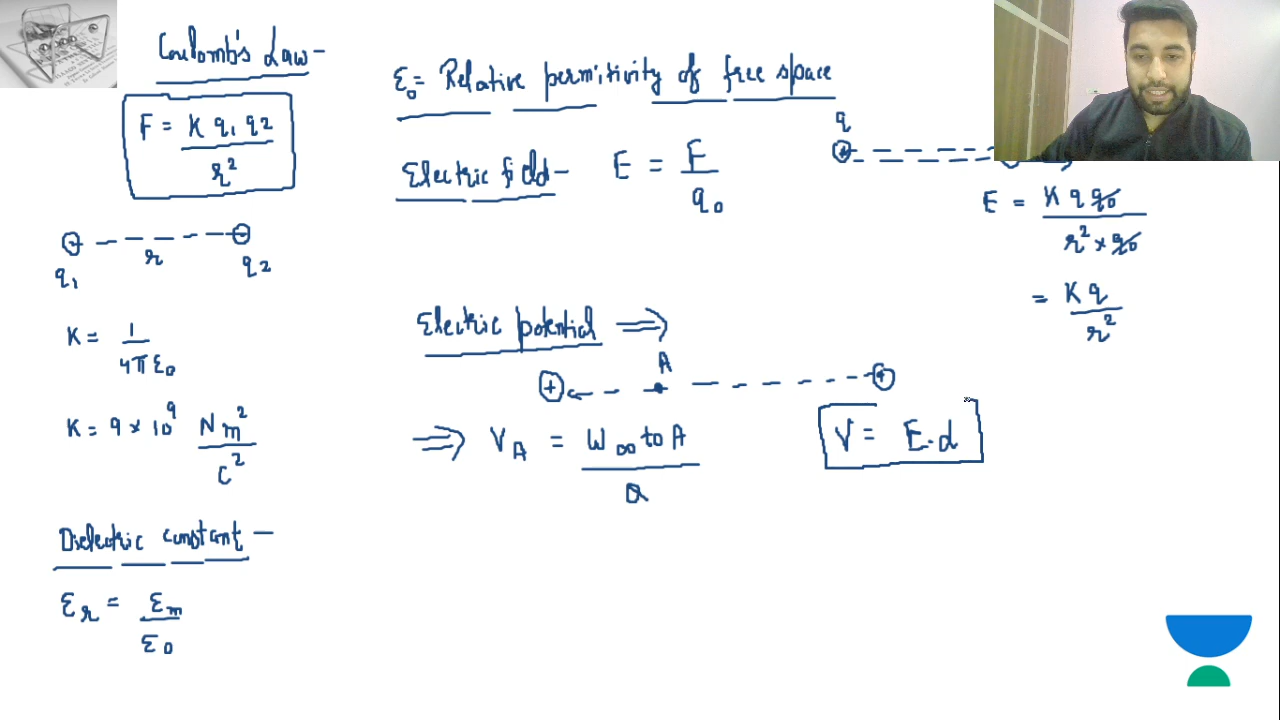 Coulomb's Law -
F = K q1 q2 / r²
q1 r q2
K = 1 / 4π ε0
K = 9 × 10⁹ N m² / C²
Dielectric constant -
εr = εm / ε0
ε0 = Relative permitivity of free space
Electric field - E = F / q0
q
E = K q q0 / r² × q0
= K q / r²
Electric potential ⇒
+ A +
⇒ VA = W∞ to A / Q
V = E.d